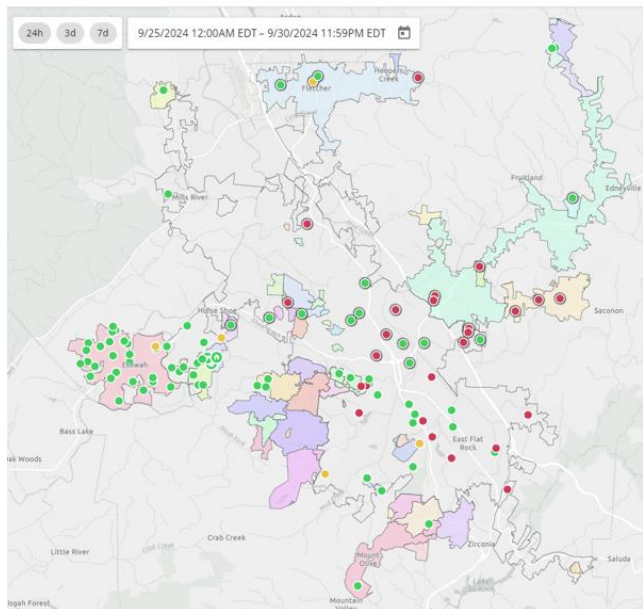 24h 3d 7d 9/25/2024 12:00AM EDT – 9/30/2024 11:59PM EDT
Fletcher
Hoopers
Creek
Fruitland
Edneyville
Mills River
Horse Shoe
Saconon
Etowah
Bass Lake
East Flat
Rock
Crab Creek
Little River
Mount
Olive
Zirconia
Saluda
Mountain
Valley